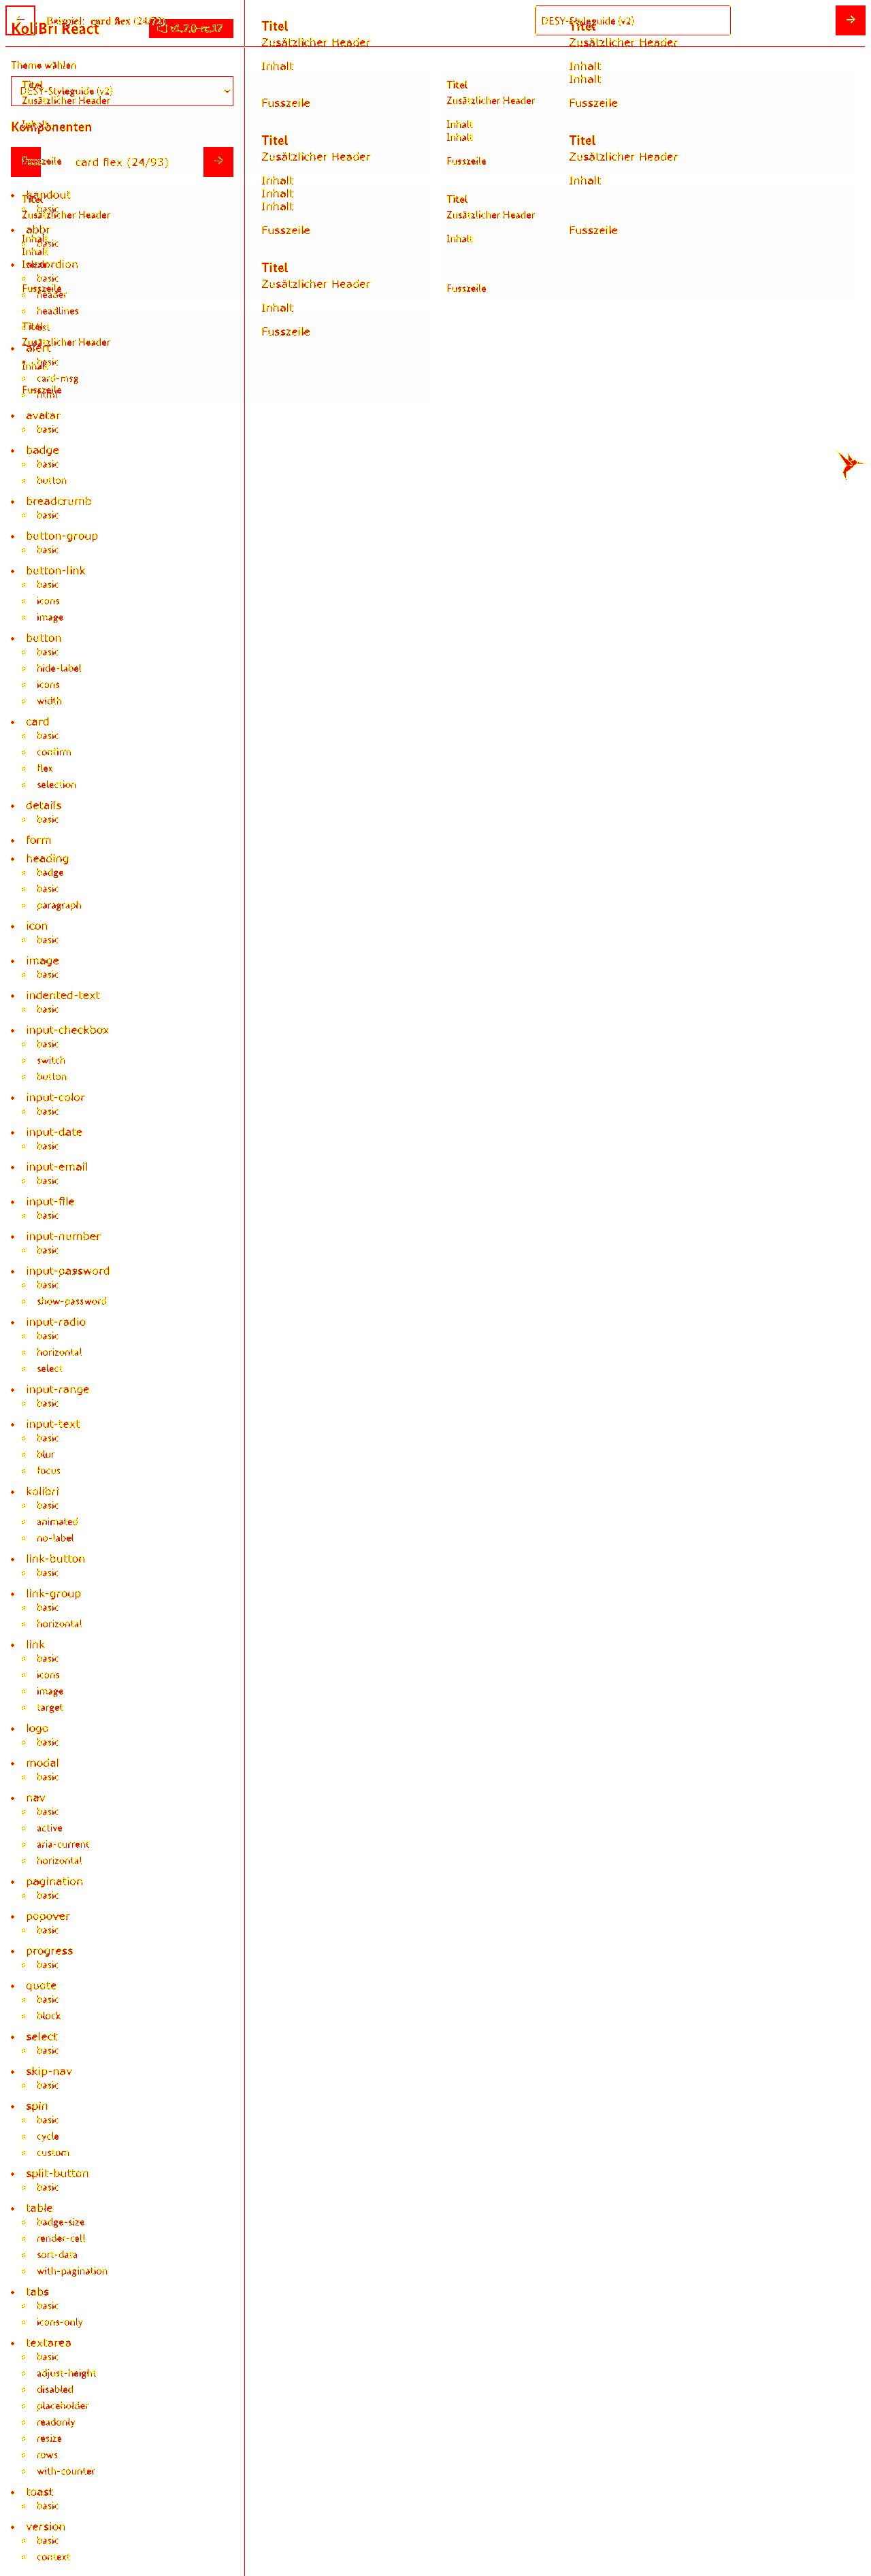 KoliBri React
v1.7.0-rc.17
Beispiel: card flex (24/72)
DESY-Styleguide (v2)
Theme wählen
DESY-Styleguide (v2)
Komponenten
card flex (24/93)
Titel
Zusätzlicher Header
Inhalt
Fusszeile
Titel
Zusätzlicher Header
Inhalt
Inhalt
Fusszeile
Titel
Zusätzlicher Header
Inhalt
Inhalt
Inhalt
Fusszeile
Titel
Zusätzlicher Header
Inhalt
Fusszeile
Titel
Zusätzlicher Header
Inhalt
Fusszeile
Titel
Zusätzlicher Header
Inhalt
Fusszeile
Titel
Zusätzlicher Header
Inhalt
Inhalt
Fusszeile
Titel
Zusätzlicher Header
Inhalt
Inhalt
Fusszeile
Titel
Zusätzlicher Header
Inhalt
Fusszeile
Titel
Zusätzlicher Header
Inhalt
Fusszeile
handout
basic
abbr
basic
accordion
basic
header
headlines
list
alert
basic
card-msg
html
avatar
basic
badge
basic
button
breadcrumb
basic
button-group
basic
button-link
basic
icons
image
button
basic
hide-label
icons
width
card
basic
confirm
flex
selection
details
basic
form
heading
badge
basic
paragraph
icon
basic
image
basic
indented-text
basic
input-checkbox
basic
switch
button
input-color
basic
input-date
basic
input-email
basic
input-file
basic
input-number
basic
input-password
basic
show-password
input-radio
basic
horizontal
select
input-range
basic
input-text
basic
blur
focus
kolibri
basic
animated
no-label
link-button
basic
link-group
basic
horizontal
link
basic
icons
image
target
logo
basic
modal
basic
nav
basic
active
aria-current
horizontal
pagination
basic
popover
basic
progress
basic
quote
basic
block
select
basic
skip-nav
basic
spin
basic
cycle
custom
split-button
basic
table
badge-size
render-cell
sort-data
with-pagination
tabs
basic
icons-only
textarea
basic
adjust-height
disabled
placeholder
readonly
resize
rows
with-counter
toast
basic
version
basic
context